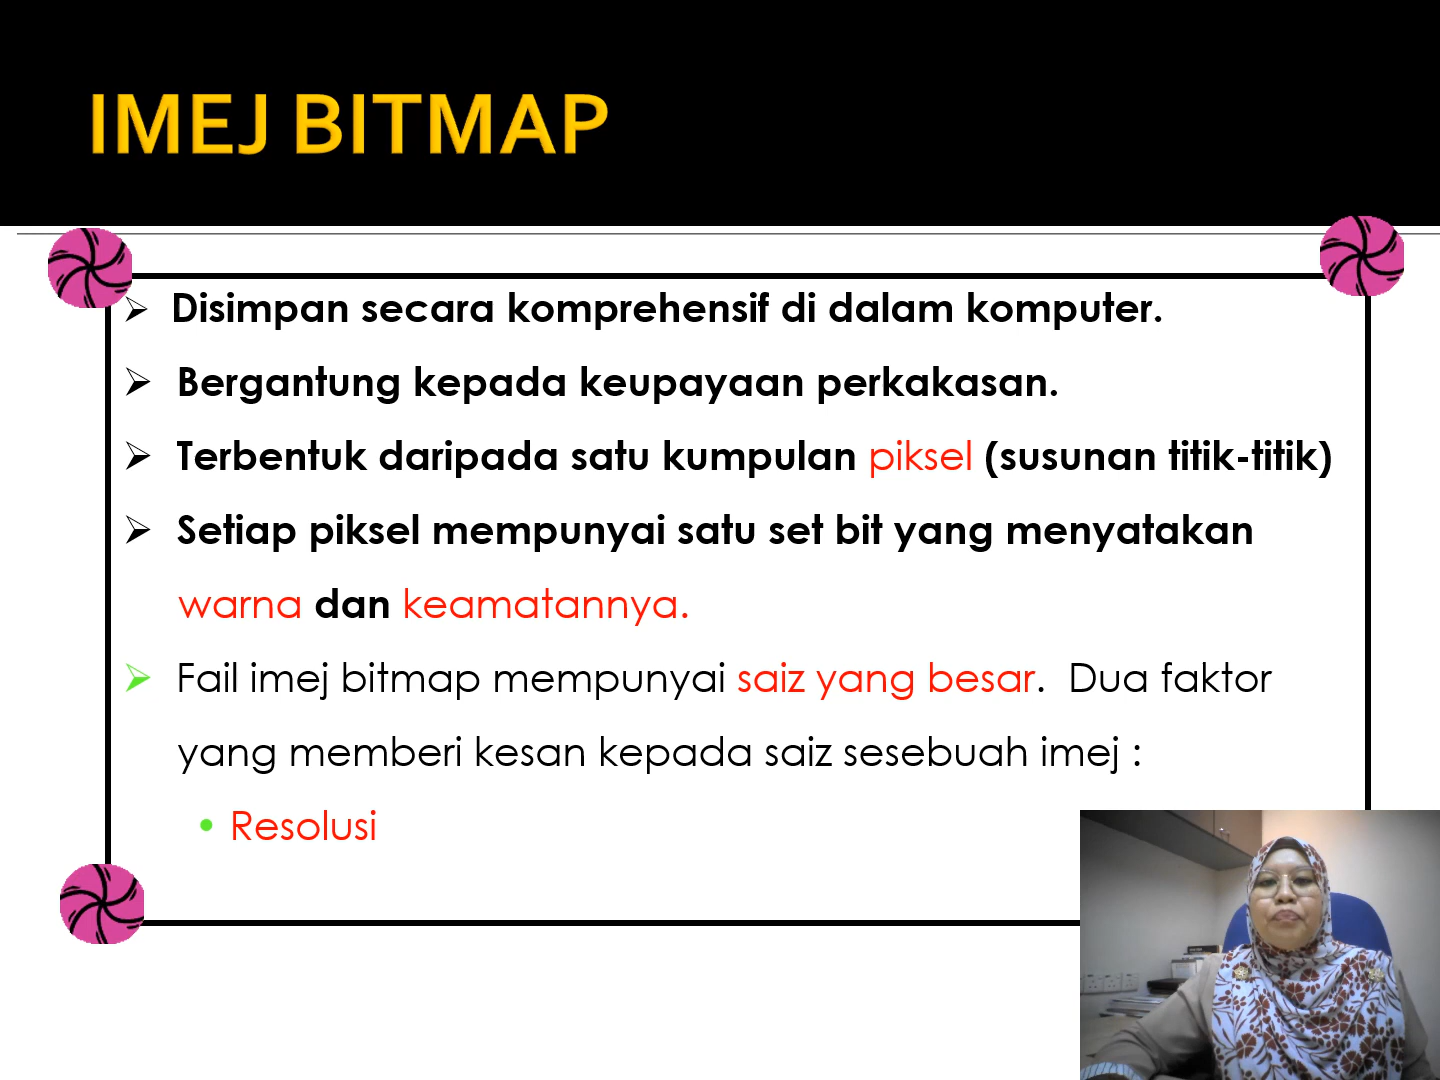 IMEJ BITMAP
➢ Disimpan secara komprehensif di dalam komputer.
➢ Bergantung kepada keupayaan perkakasan.
➢ Terbentuk daripada satu kumpulan piksel (susunan titik-titik)
➢ Setiap piksel mempunyai satu set bit yang menyatakan
warna dan keamatannya.
➢ Fail imej bitmap mempunyai saiz yang besar. Dua faktor
yang memberi kesan kepada saiz sesebuah imej :
• Resolusi